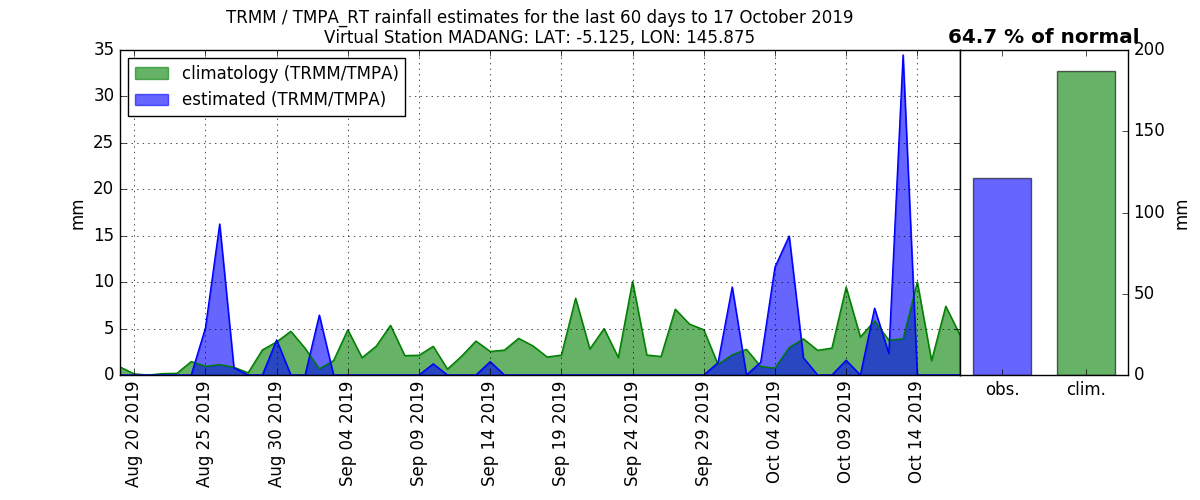 TRMM / TMPA_RT rainfall estimates for the last 60 days to 17 October 2019
Virtual Station MADANG: LAT: -5.125, LON: 145.875
64.7 % of normal
climatology (TRMM/TMPA)
estimated (TRMM/TMPA)
35
30
25
20
15
10
5
0
mm
Aug 20 2019
Aug 25 2019
Aug 30 2019
Sep 04 2019
Sep 09 2019
Sep 14 2019
Sep 19 2019
Sep 24 2019
Sep 29 2019
Oct 04 2019
Oct 09 2019
Oct 14 2019
obs.
clim.
200
150
100
50
0
mm